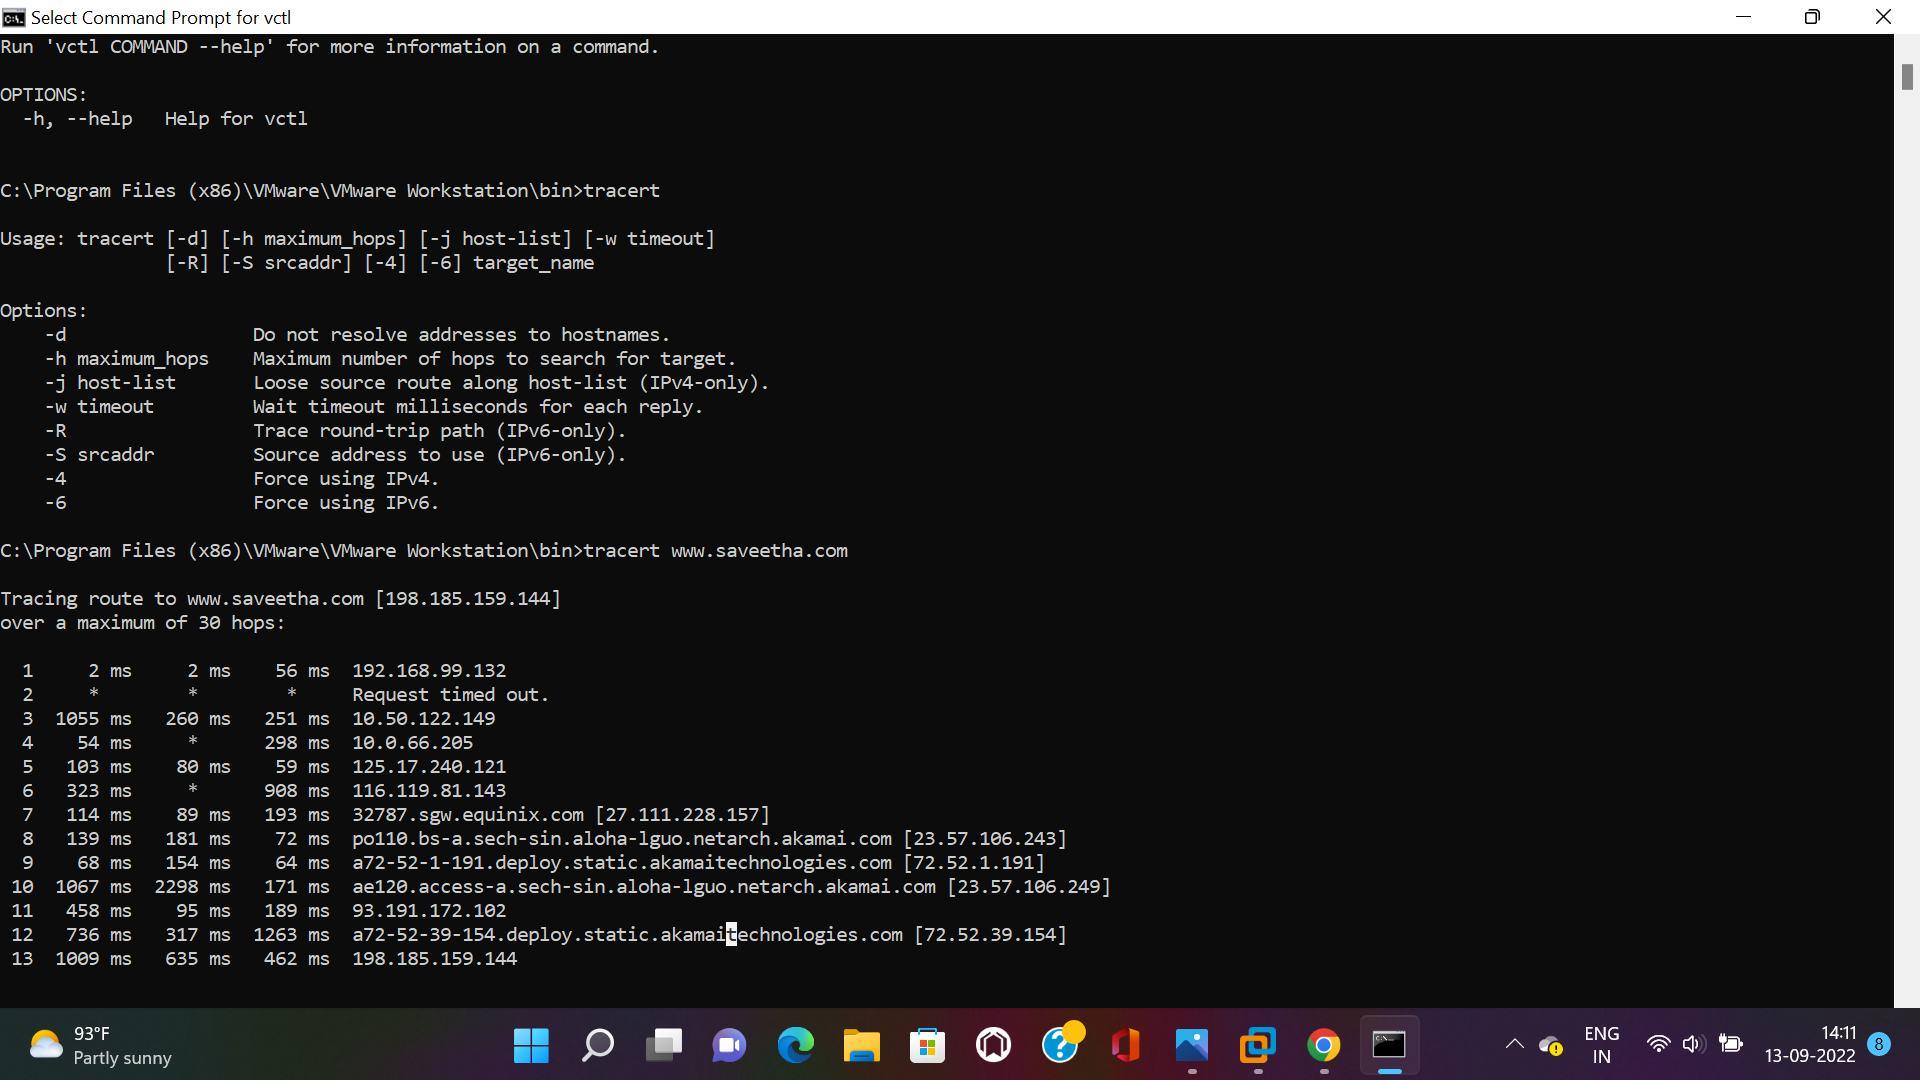 Select Command Prompt for vctl
Run 'vctl COMMAND --help' for more information on a command.
OPTIONS:
-h, --help   Help for vctl
C:\Program Files (x86)\VMware\VMware Workstation\bin>tracert
Usage: tracert [-d] [-h maximum_hops] [-j host-list] [-w timeout]
[-R] [-S srcaddr] [-4] [-6] target_name
Options:
-d                 Do not resolve addresses to hostnames.
-h maximum_hops    Maximum number of hops to search for target.
-j host-list       Loose source route along host-list (IPv4-only).
-w timeout         Wait timeout milliseconds for each reply.
-R                 Trace round-trip path (IPv6-only).
-S srcaddr         Source address to use (IPv6-only).
-4                 Force using IPv4.
-6                 Force using IPv6.
C:\Program Files (x86)\VMware\VMware Workstation\bin>tracert www.saveetha.com
Tracing route to www.saveetha.com [198.185.159.144]
over a maximum of 30 hops:
1     2 ms     2 ms    56 ms  192.168.99.132
2     *        *        *     Request timed out.
3  1055 ms   260 ms   251 ms  10.50.122.149
4    54 ms     *      298 ms  10.0.66.205
5   103 ms    80 ms    59 ms  125.17.240.121
6   323 ms     *      908 ms  116.119.81.143
7   114 ms    89 ms   193 ms  32787.sgw.equinix.com [27.111.228.157]
8   139 ms   181 ms    72 ms  po110.bs-a.sech-sin.aloha-lguo.netarch.akamai.com [23.57.106.243]
9    68 ms   154 ms    64 ms  a72-52-1-191.deploy.static.akamaitechnologies.com [72.52.1.191]
10  1067 ms  2298 ms   171 ms  ae120.access-a.sech-sin.aloha-lguo.netarch.akamai.com [23.57.106.249]
11   458 ms    95 ms   189 ms  93.191.172.102
12   736 ms   317 ms  1263 ms  a72-52-39-154.deploy.static.akamaitechnologies.com [72.52.39.154]
13  1009 ms   635 ms   462 ms  198.185.159.144
93°F
Partly sunny
ENG
IN
14:11
13-09-2022
8